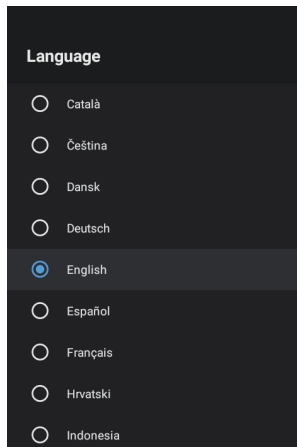 Language
Català
Čeština
Dansk
Deutsch
English
Español
Français
Hrvatski
Indonesia